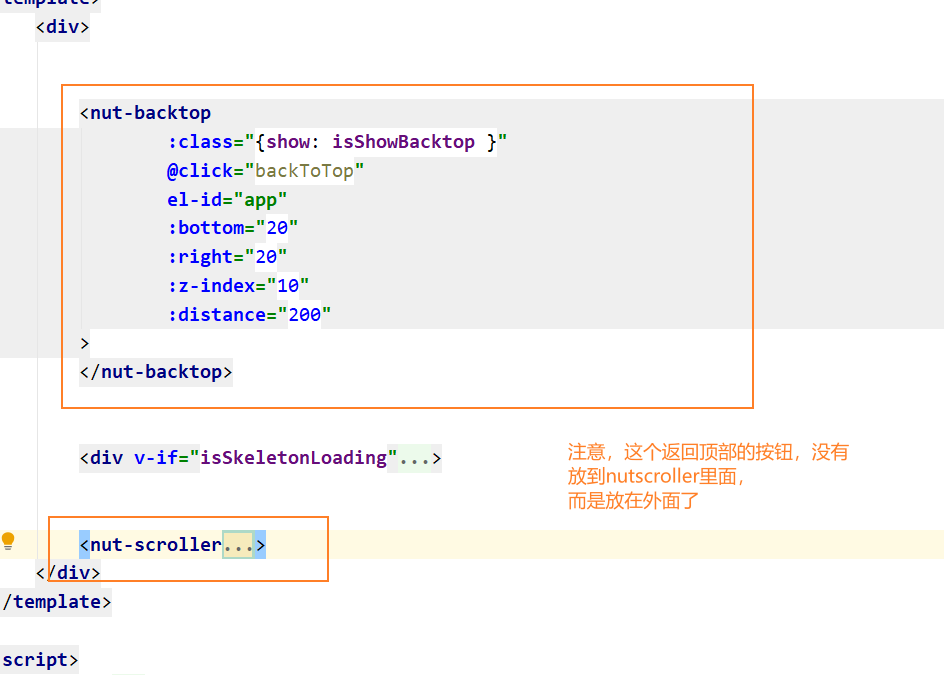 template>
<div>
<nut-backtop
:class="{show: isShowBacktop }"
@click="backToTop"
el-id="app"
:bottom="20"
:right="20"
:z-index="10"
:distance="200"
>
</nut-backtop>
<div v-if="isSkeletonLoading"...>
注意，这个返回顶部的按钮，没有
放到nutscroller里面，
而是放在外面了
<nut-scroller...>
</div>
/template>
script>